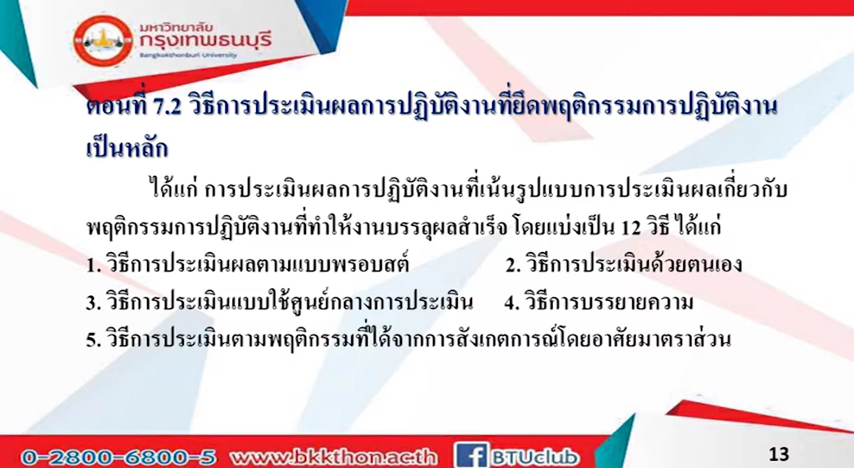 มหาวิทยาลัย
กรุงเทพธนบุรี
Bangkokthonburi University
ตอนที่ 7.2 วิธีการประเมินผลการปฏิบัติงานที่ยึดพฤติกรรมการปฏิบัติงาน
เป็นหลัก
ได้แก่ การประเมินผลการปฏิบัติงานที่เน้นรูปแบบการประเมินผลเกี่ยวกับ
พฤติกรรมการปฏิบัติงานที่ทำให้งานบรรลุผลสำเร็จ โดยแบ่งเป็น 12 วิธี ได้แก่
1. วิธีการประเมินผลตามแบบพรอบสต์ 2. วิธีการประเมินด้วยตนเอง
3. วิธีการประเมินแบบใช้ศูนย์กลางการประเมิน 4. วิธีการบรรยายความ
5. วิธีการประเมินตามพฤติกรรมที่ได้จากการสังเกตการณ์โดยอาศัยมาตราส่วน
0-2800-6800-5 www.bkkthon.ac.th f BTUclub 13